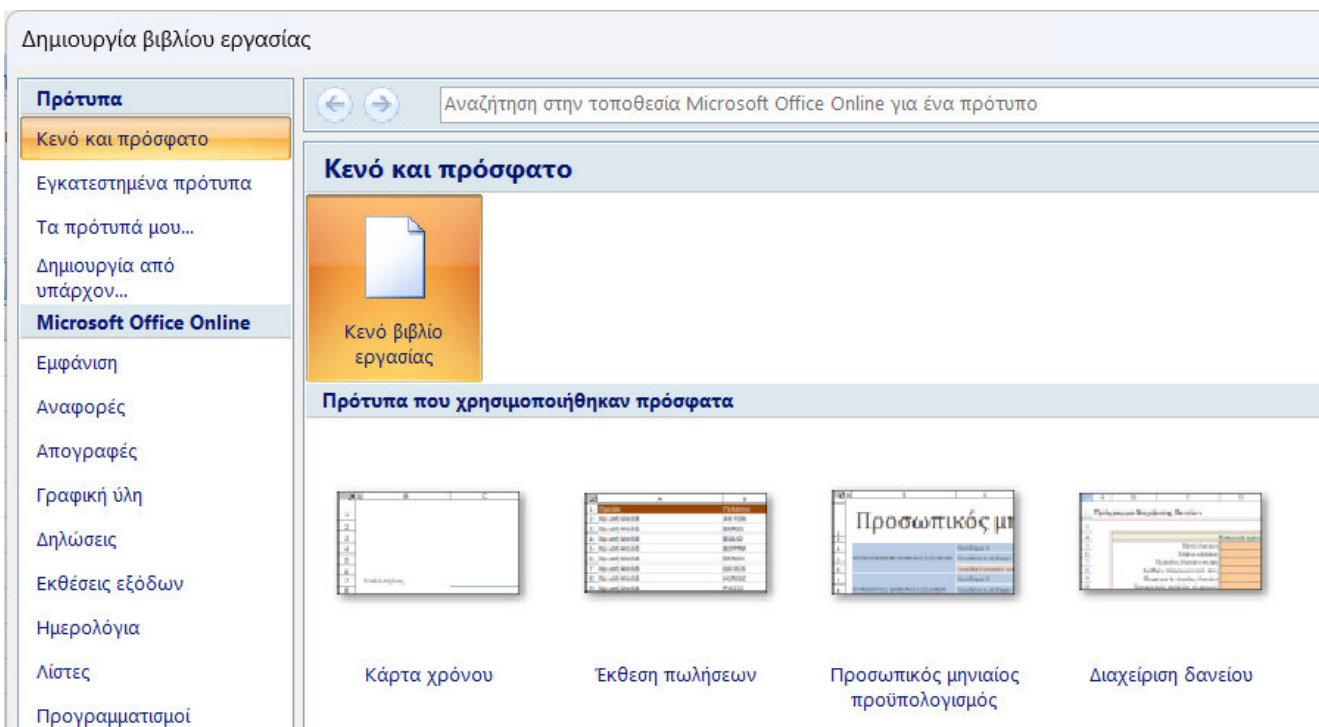 Δημιουργία βιβλίου εργασίας
Πρότυπα
Κενό και πρόσφατο
Εγκατεστημένα πρότυπα
Τα πρότυπά μου...
Δημιουργία από
υπάρχον...
Microsoft Office Online
Εμφάνιση
Αναφορές
Απογραφές
Γραφική ύλη
Δηλώσεις
Εκθέσεις εξόδων
Ημερολόγια
Λίστες
Προγραμματισμοί
Αναζήτηση στην τοποθεσία Microsoft Office Online για ένα πρότυπο
Κενό και πρόσφατο
Κενό βιβλίο
εργασίας
Πρότυπα που χρησιμοποιήθηκαν πρόσφατα
Προσωπικός μη
Κάρτα χρόνου
Έκθεση πωλήσεων
Προσωπικός μηνιαίος
προϋπολογισμός
Διαχείριση δανείου